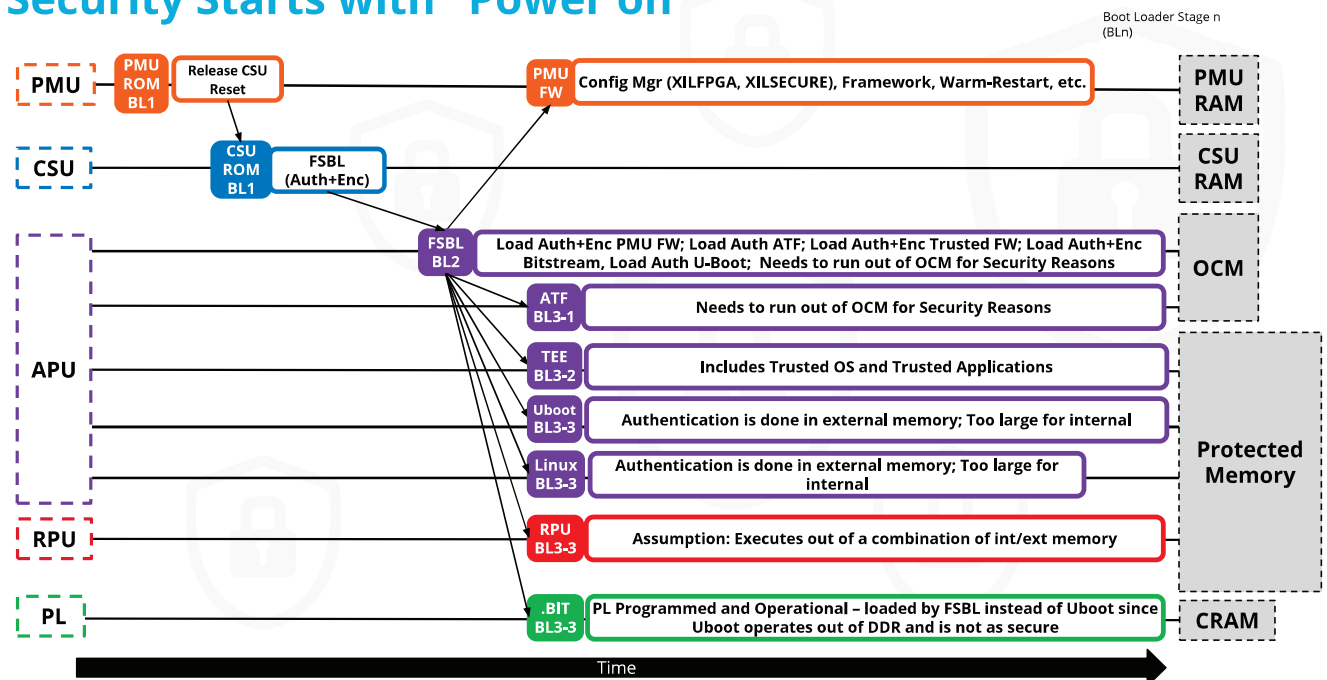 Security Starts with "Power on"
Boot Loader Stage n
(BLn)
PMU
PMU
ROM
BL1
Release CSU
Reset
PMU
FW
Config Mgr (XILFPGA, XILSECURE), Framework, Warm-Restart, etc.
PMU
RAM
CSU
CSU
ROM
BL1
FSBL
(Auth+Enc)
CSU
RAM
APU
FSBL
BL2
Load Auth+Enc PMU FW; Load Auth ATF; Load Auth+Enc Trusted FW; Load Auth+Enc
Bitstream, Load Auth U-Boot;  Needs to run out of OCM for Security Reasons
OCM
ATF
BL3-1
Needs to run out of OCM for Security Reasons
TEE
BL3-2
Includes Trusted OS and Trusted Applications
Uboot
BL3-3
Authentication is done in external memory; Too large for internal
Linux
BL3-3
Authentication is done in external memory; Too large for
internal
Protected
Memory
RPU
RPU
BL3-3
Assumption: Executes out of a combination of int/ext memory
PL
.BIT
BL3-3
PL Programmed and Operational – loaded by FSBL instead of Uboot since
Uboot operates out of DDR and is not as secure
CRAM
Time